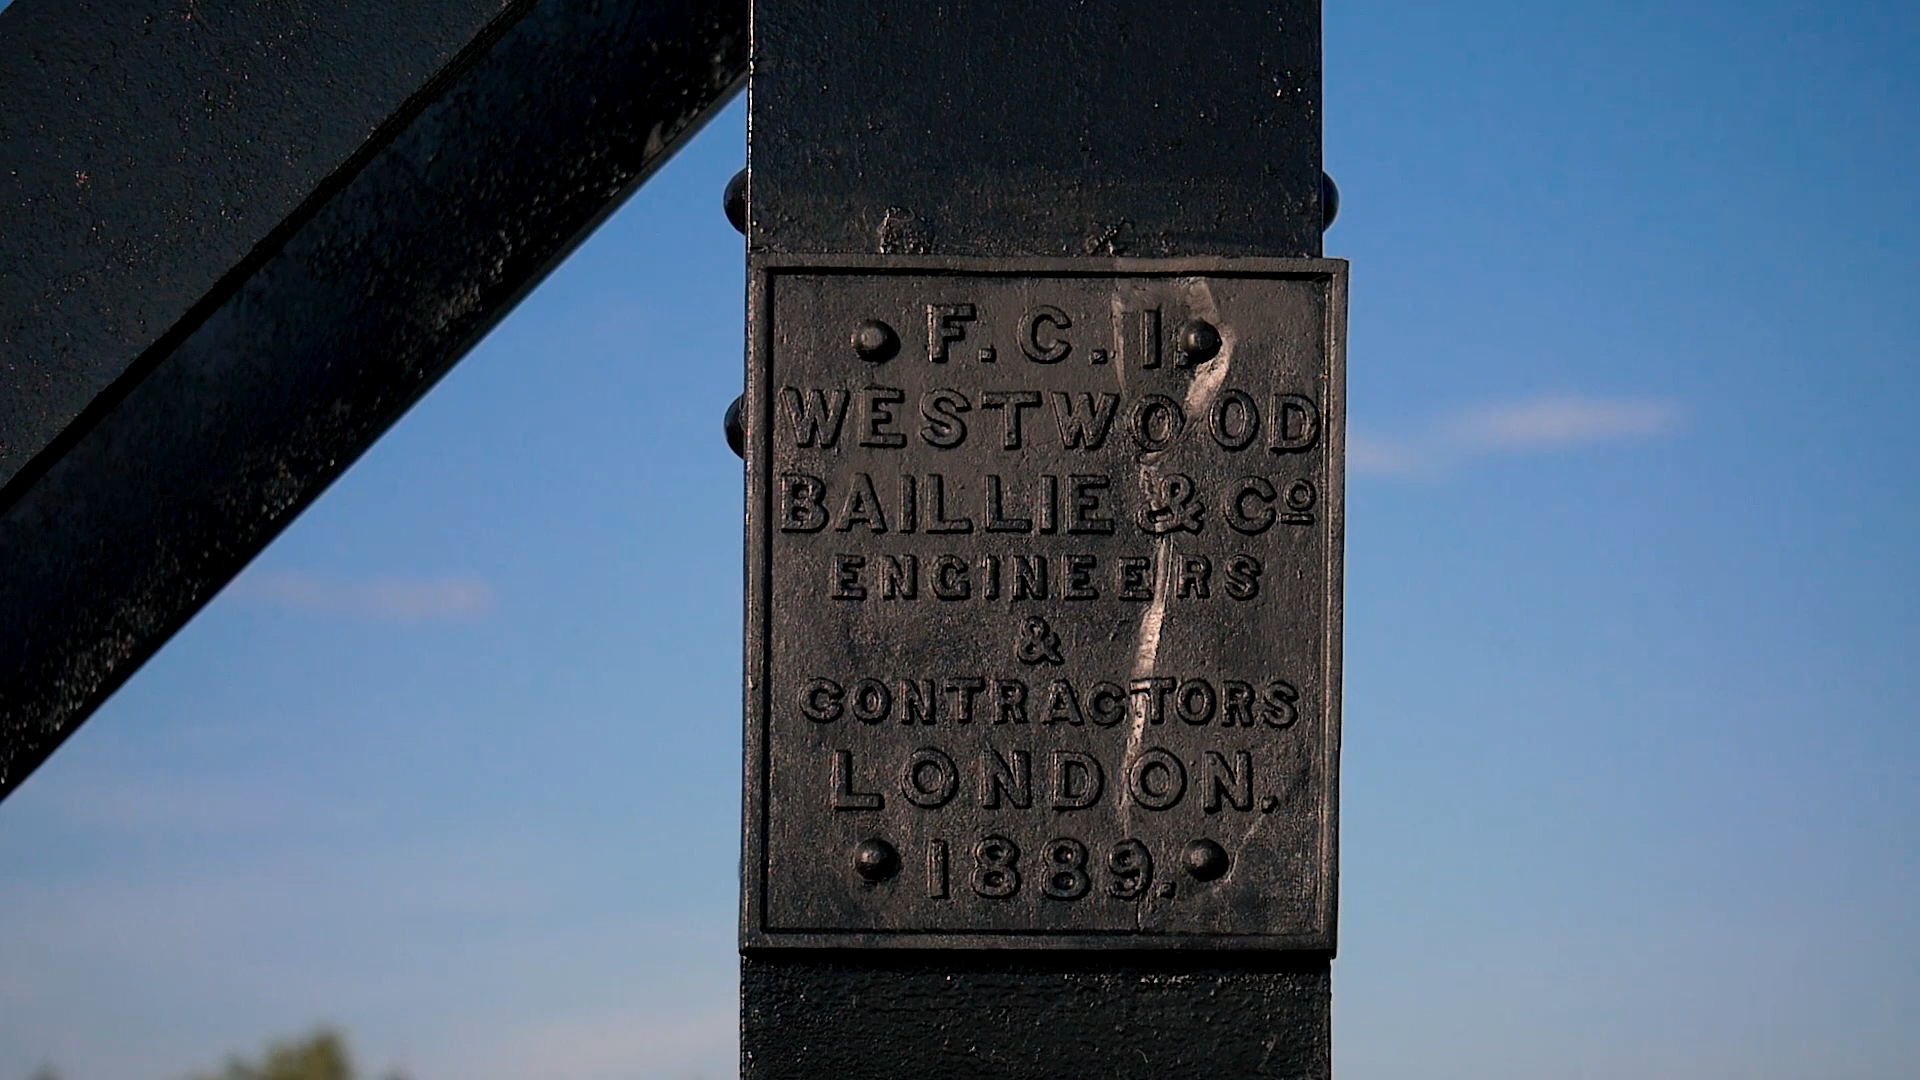 F.C.I.
WESTWOOD
BAILLIE & Cº
ENGINEERS
&
CONTRACTORS
LONDON.
1889.